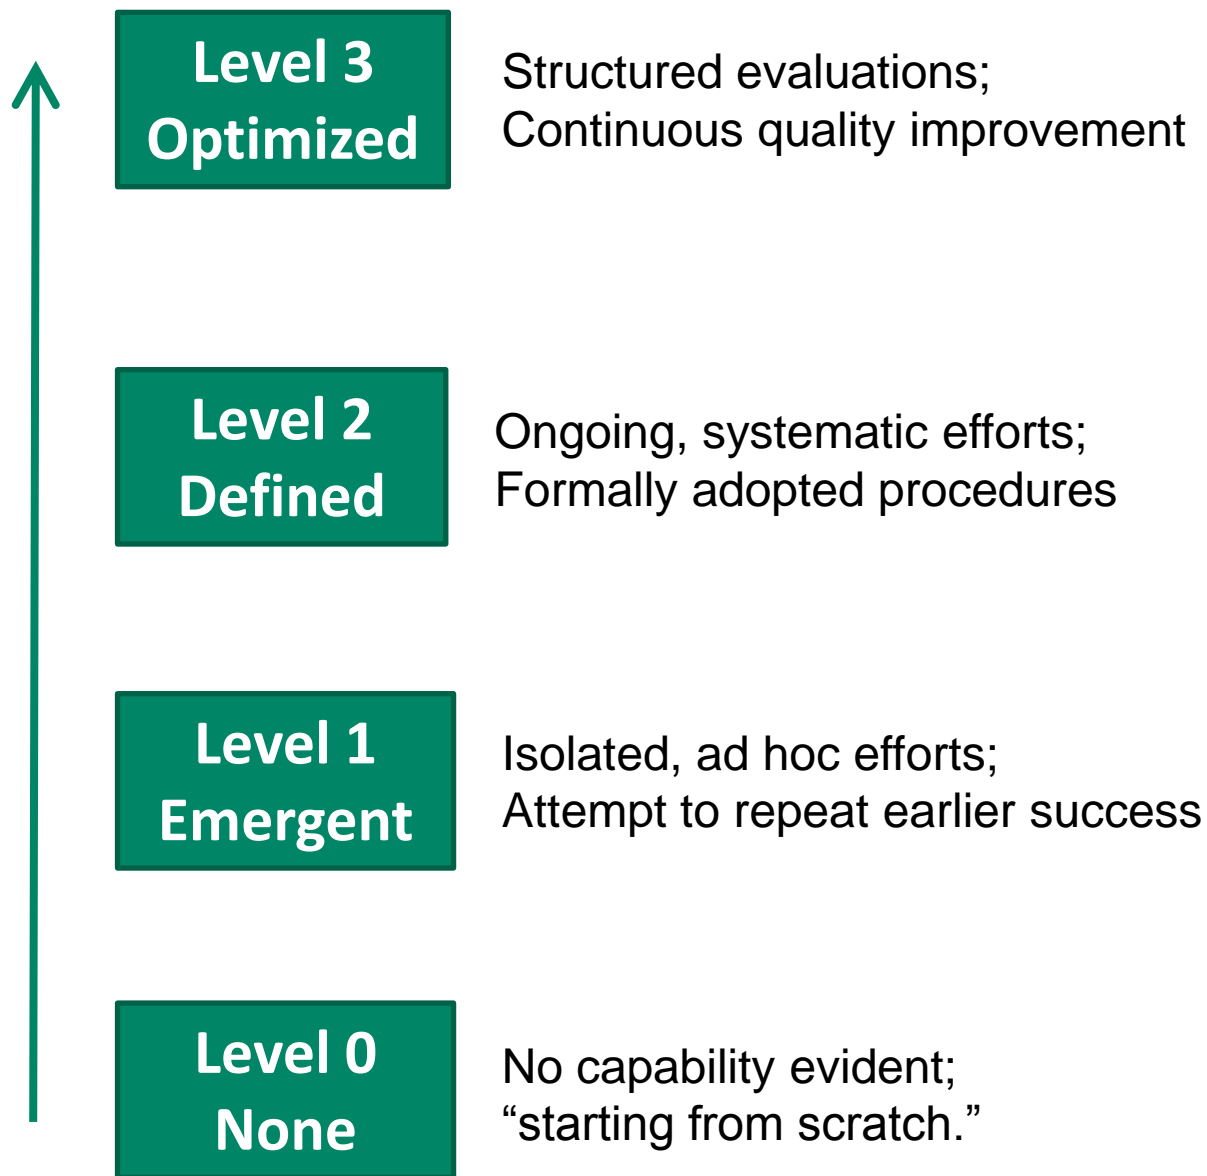 Level 3
Optimized
Structured evaluations;
Continuous quality improvement
Level 2
Defined
Ongoing, systematic efforts;
Formally adopted procedures
Level 1
Emergent
Isolated, ad hoc efforts;
Attempt to repeat earlier success
Level 0
None
No capability evident;
“starting from scratch.”